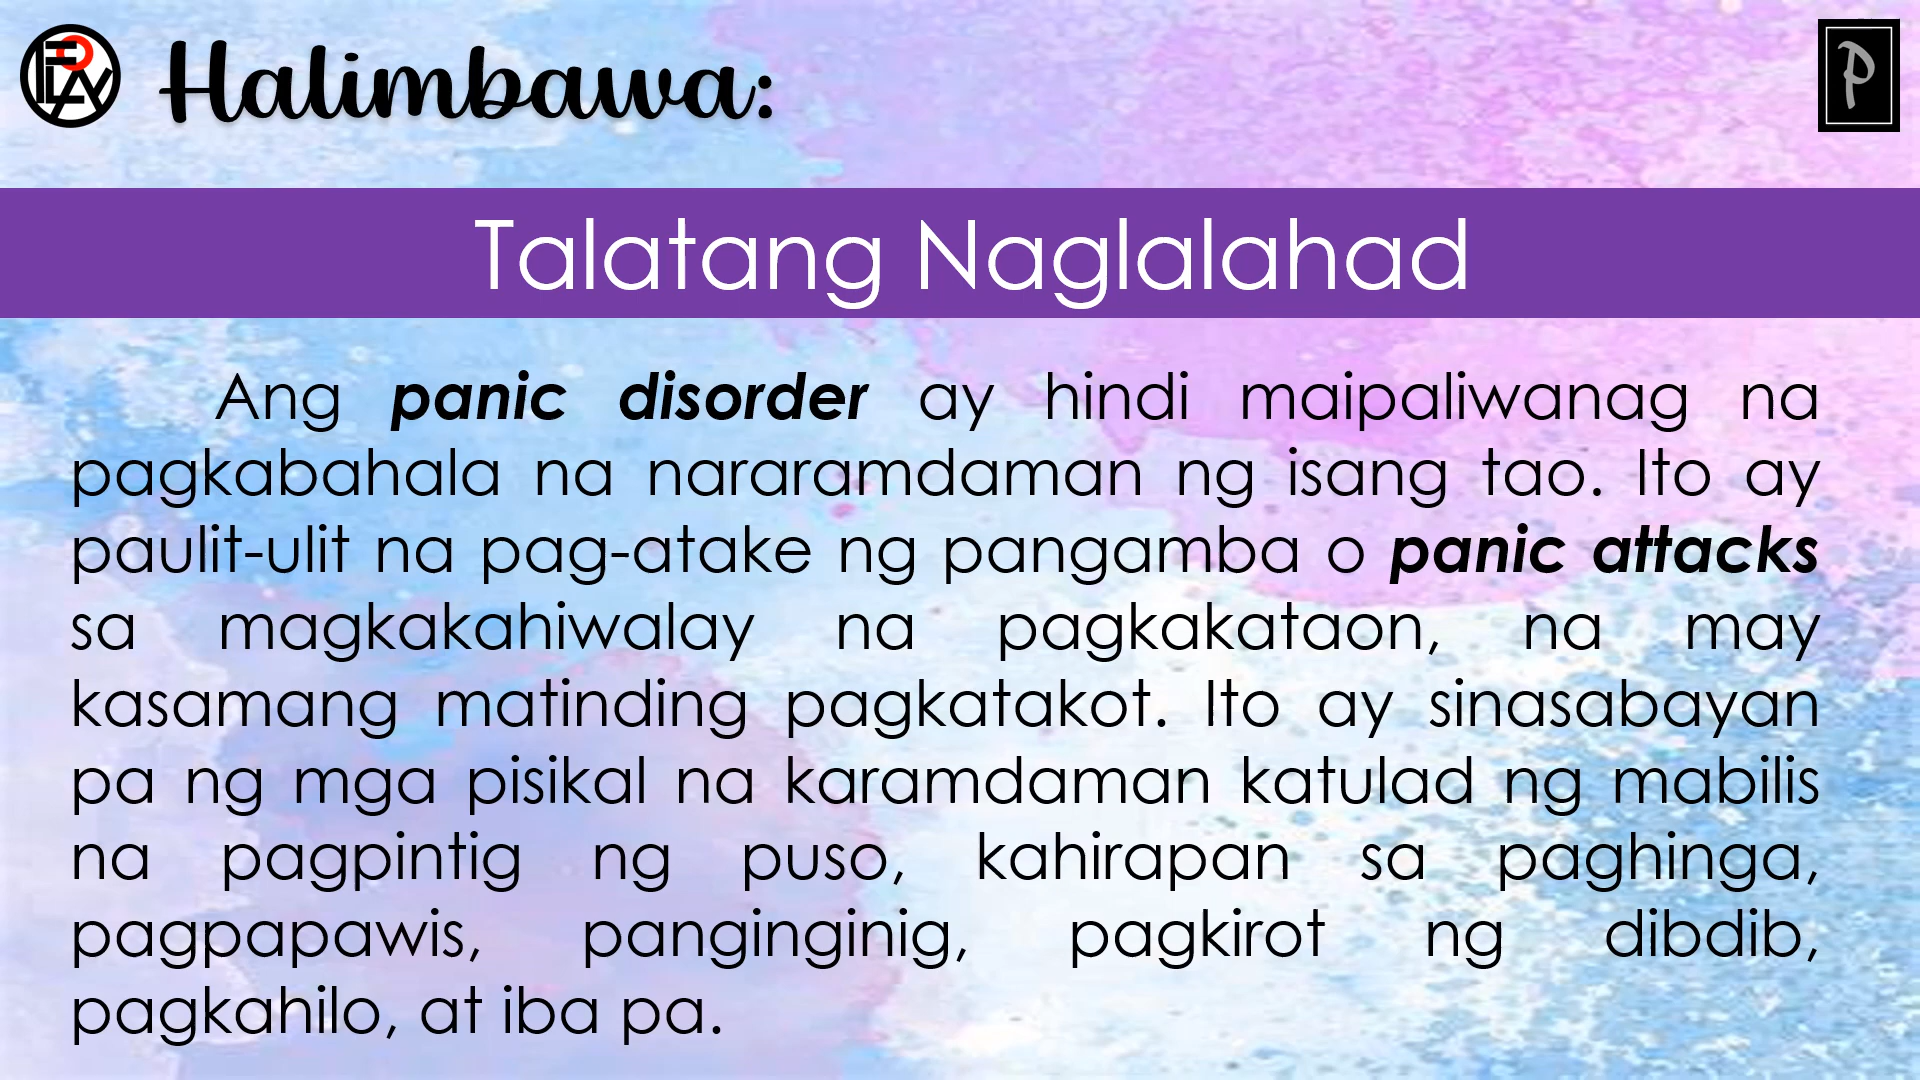 Halimbawa:
P
Talatang Naglalahad
Ang panic disorder ay hindi maipaliwanag na
pagkabahala na nararamdaman ng isang tao. Ito ay
paulit-ulit na pag-atake ng pangamba o panic attacks
sa magkakahiwalay na pagkakataon, na may
kasamang matinding pagkatakot. Ito ay sinasabayan
pa ng mga pisikal na karamdaman katulad ng mabilis
na pagpintig ng puso, kahirapan sa paghinga,
pagpapawis, panginginig, pagkirot ng dibdib,
pagkahilo, at iba pa.